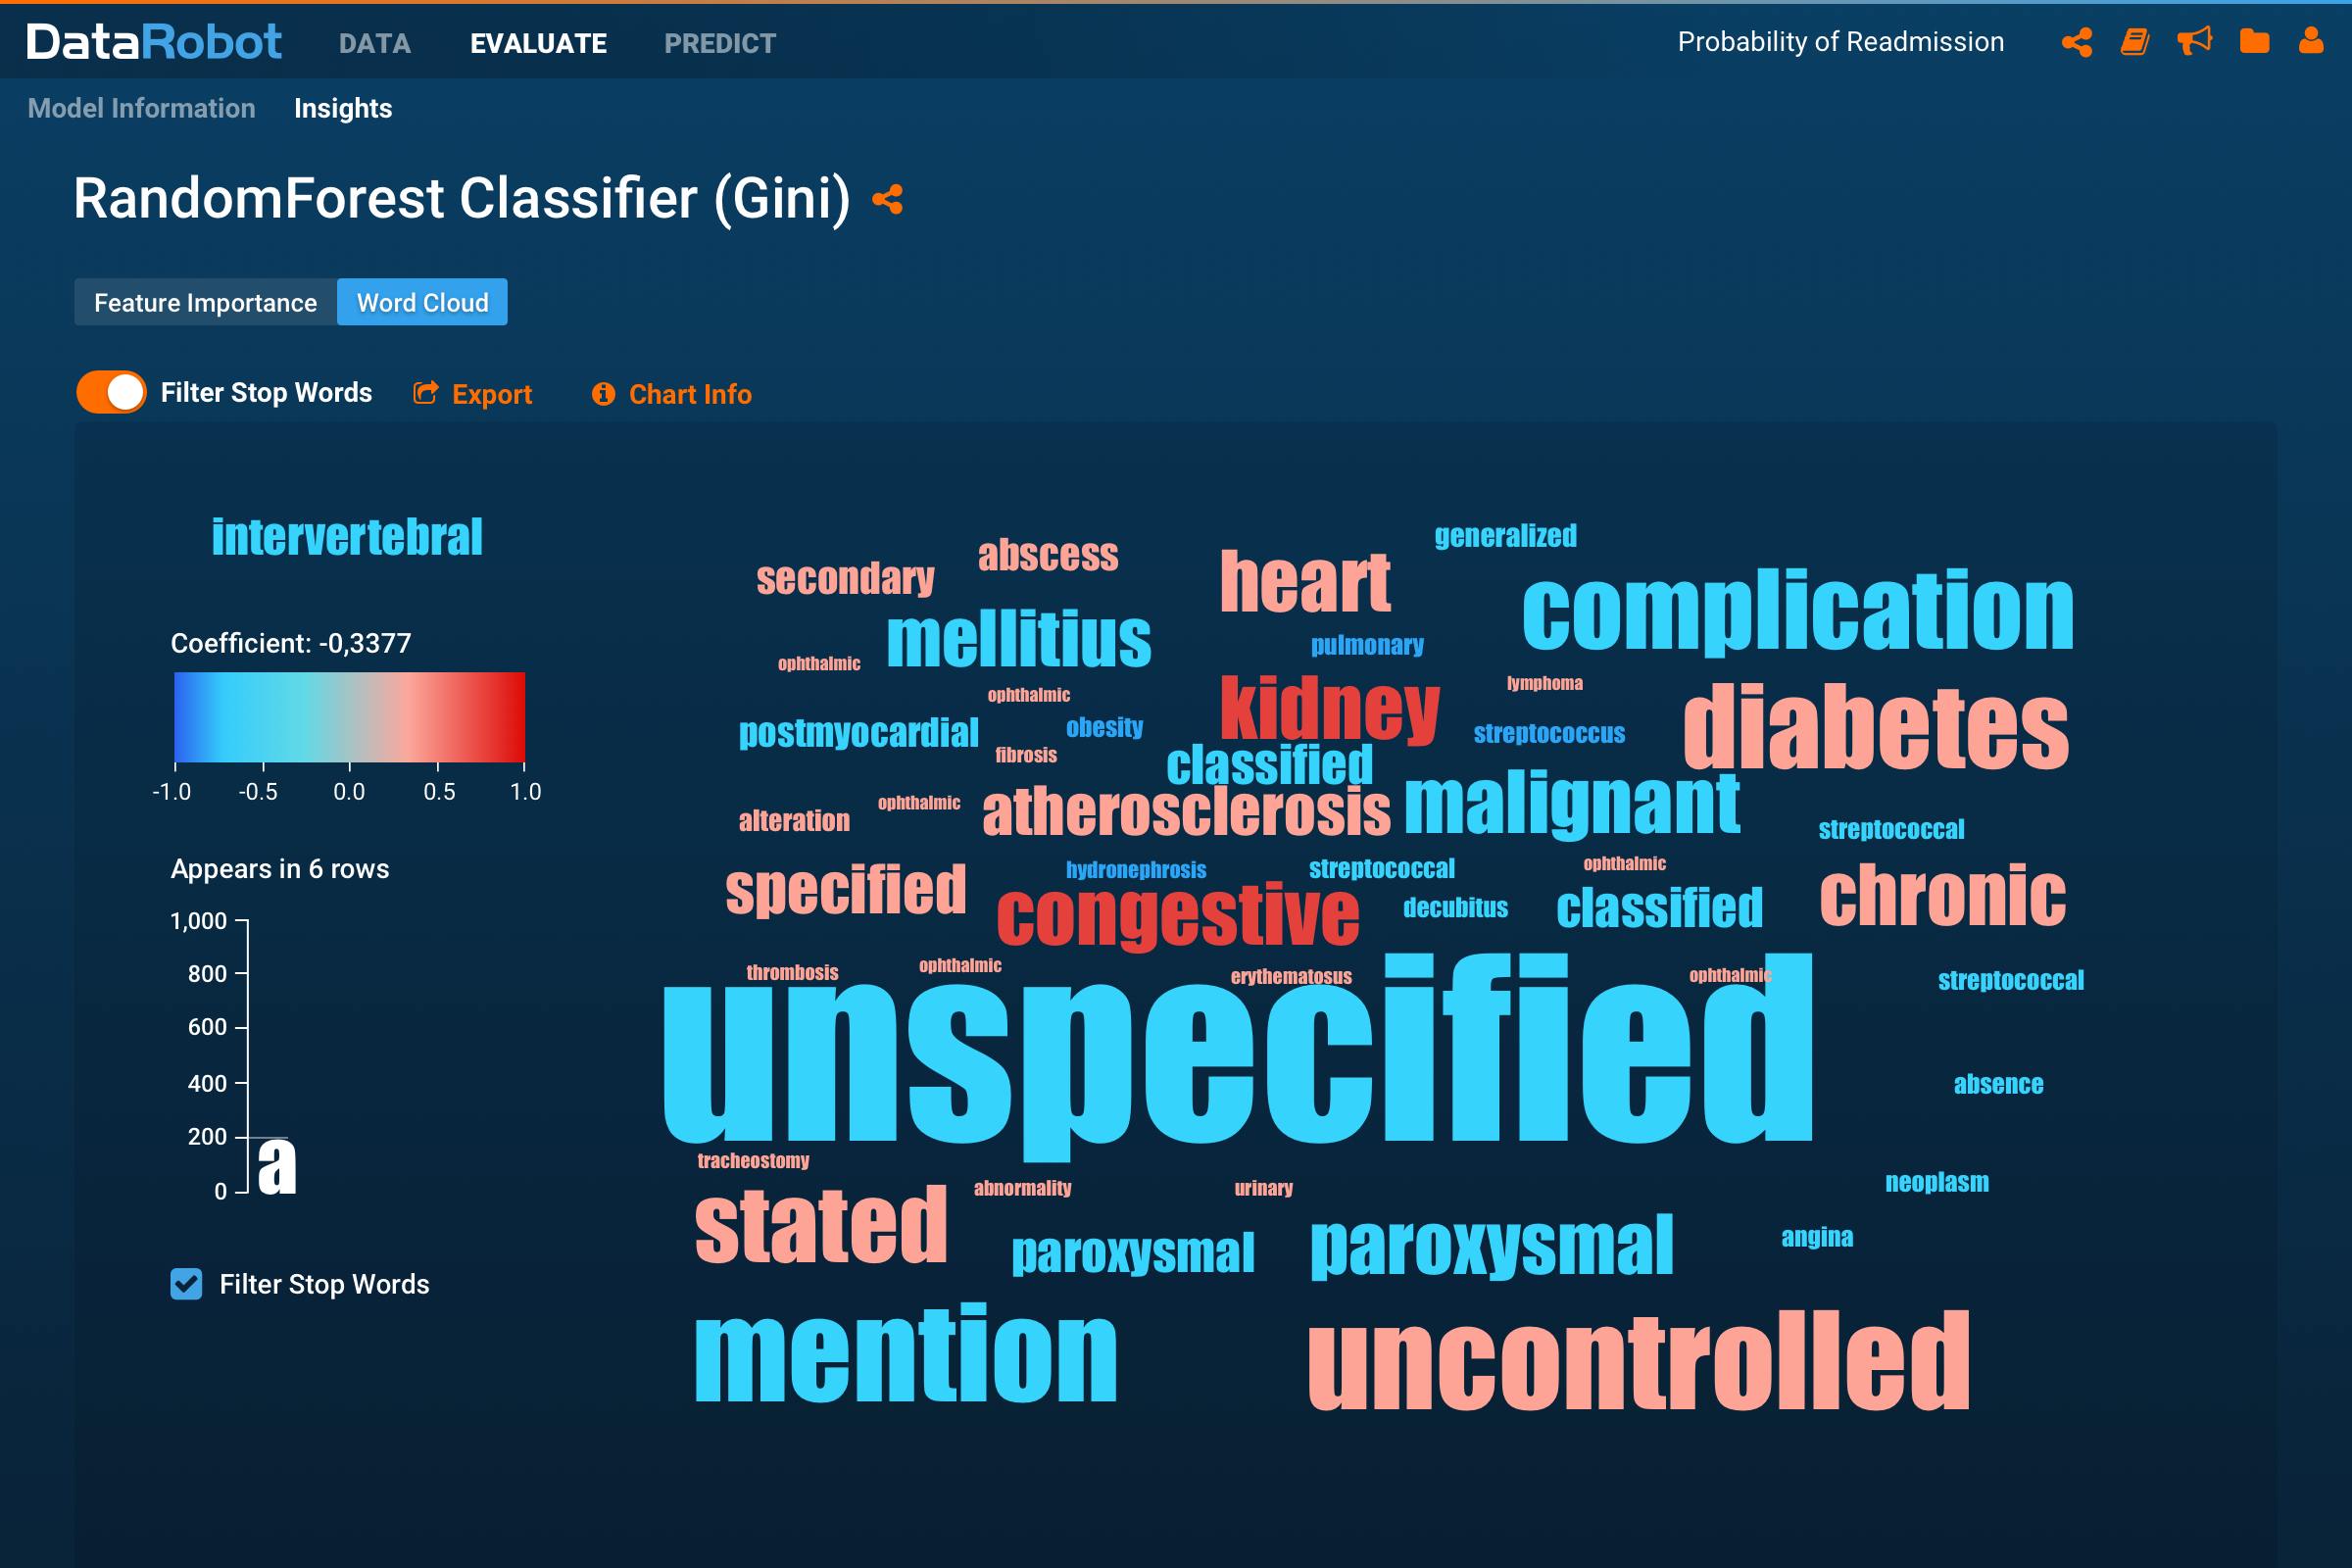 DataRobot DATA EVALUATE PREDICT Probability of Readmission
Model Information Insights
RandomForest Classifier (Gini)
Feature Importance Word Cloud
Filter Stop Words Export Chart Info
intervertebral
Coefficient: -0,3377
-1.0 -0.5 0.0 0.5 1.0
Appears in 6 rows
1,000
800
600
400
200
0
a
Filter Stop Words
generalized
abscess
secondary
heart
complication
mellitius
pulmonary
ophthalmic
lymphoma
ophthalmic
kidney
diabetes
postmyocardial
obesity
streptococcus
fibrosis
classified
malignant
alteration
ophthalmic
atherosclerosis
streptococcal
specified
hydronephrosis
streptococcal
ophthalmic
chronic
congestive
decubitus
classified
thrombosis
ophthalmic
erythematosus
ophthalmic
streptococcal
unspecified
absence
tracheostomy
neoplasm
stated
abnormality
urinary
paroxysmal
paroxysmal
angina
mention
uncontrolled